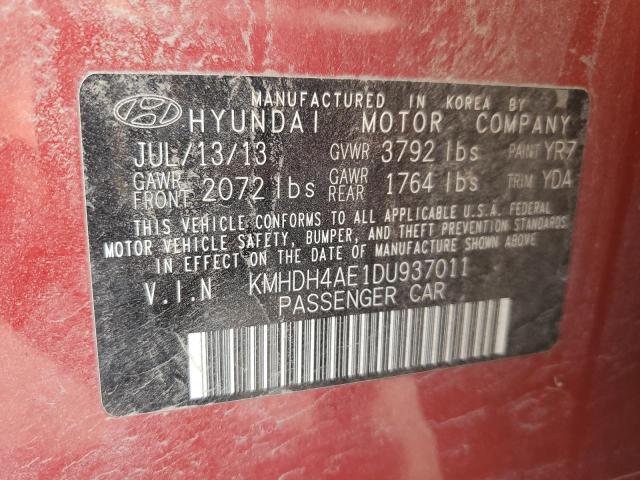 MANUFACTURED IN KOREA BY
HYUNDAI MOTOR COMPANY
JUL/13/13 GVWR 3792 lbs PAINT YR7
GAWR FRONT 2072 lbs GAWR REAR 1764 lbs TRIM YDA
THIS VEHICLE CONFORMS TO ALL APPLICABLE U.S.A. FEDERAL
MOTOR VEHICLE SAFETY, BUMPER, AND THEFT PREVENTION STANDARDS
IN EFFECT ON THE DATE OF MANUFACTURE SHOWN ABOVE.
V.I.N KMHDH4AE1DU937011
PASSENGER CAR